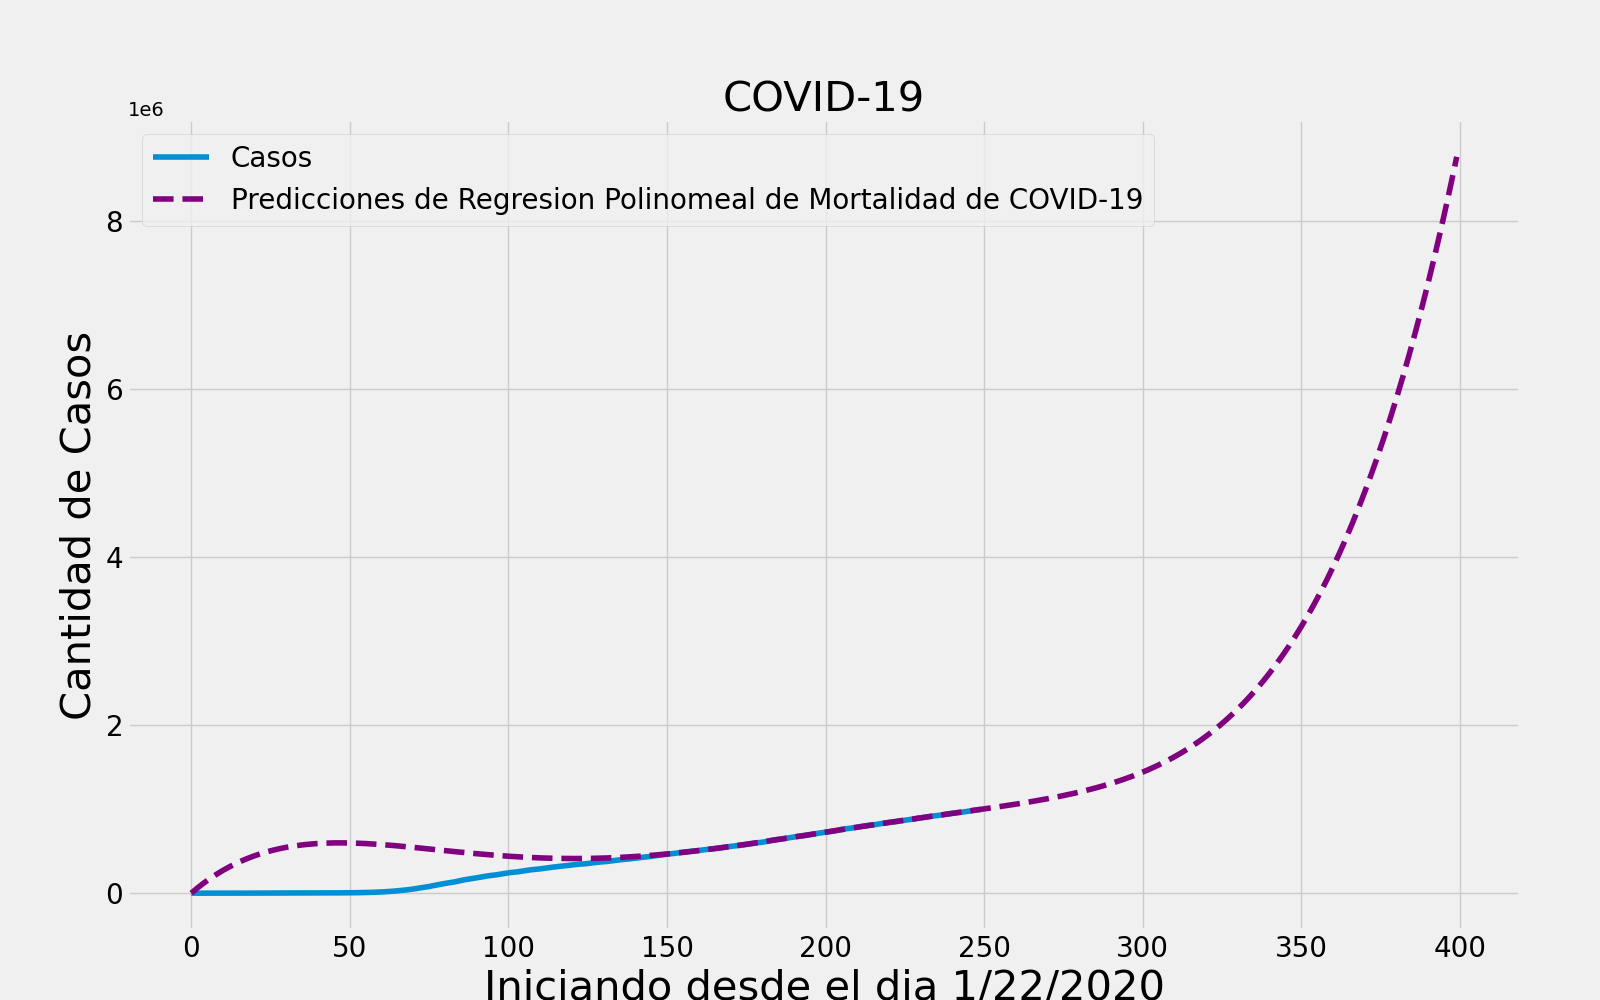 COVID-19
1e6
Casos
Predicciones de Regresion Polinomeal de Mortalidad de COVID-19
8
6
4
2
0
Cantidad de Casos
0 50 100 150 200 250 300 350 400
Iniciando desde el dia 1/22/2020